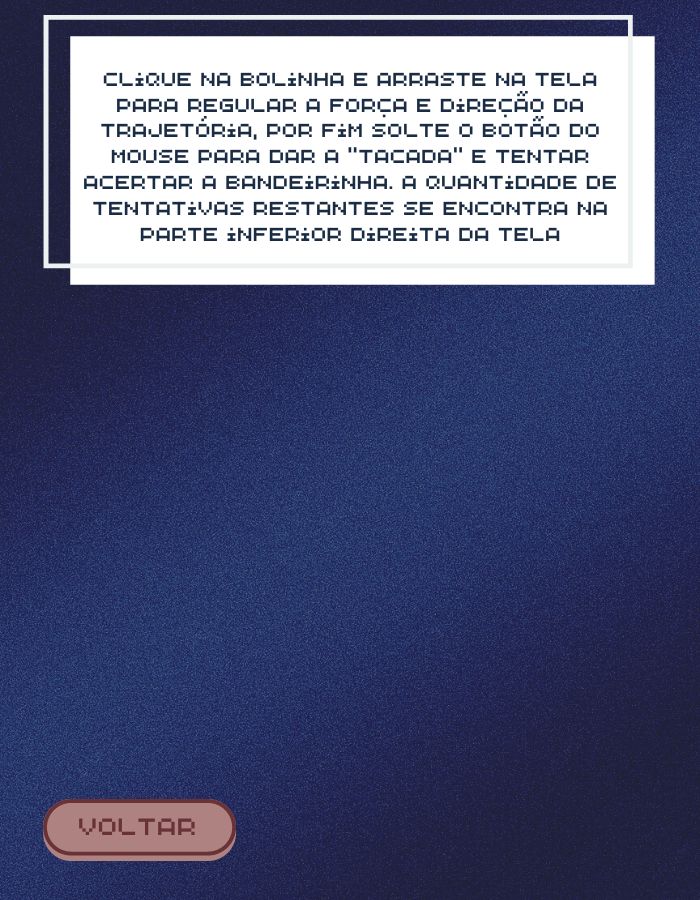 CLiQUE NA BOLiNHA E ARRASTE NA TELA
PARA REGULAR A FORÇA E DiREÇÃO DA
TRAJETÓRiA, POR FiM SOLTE O BOTÃO DO
MOUSE PARA DAR A "TACADA" E TENTAR
ACERTAR A BANDEiRiNHA. A QUANTiDADE DE
TENTATiVAS RESTANTES SE ENCONTRA NA
PARTE iNFERiOR DiREiTA DA TELA
VOLTAR